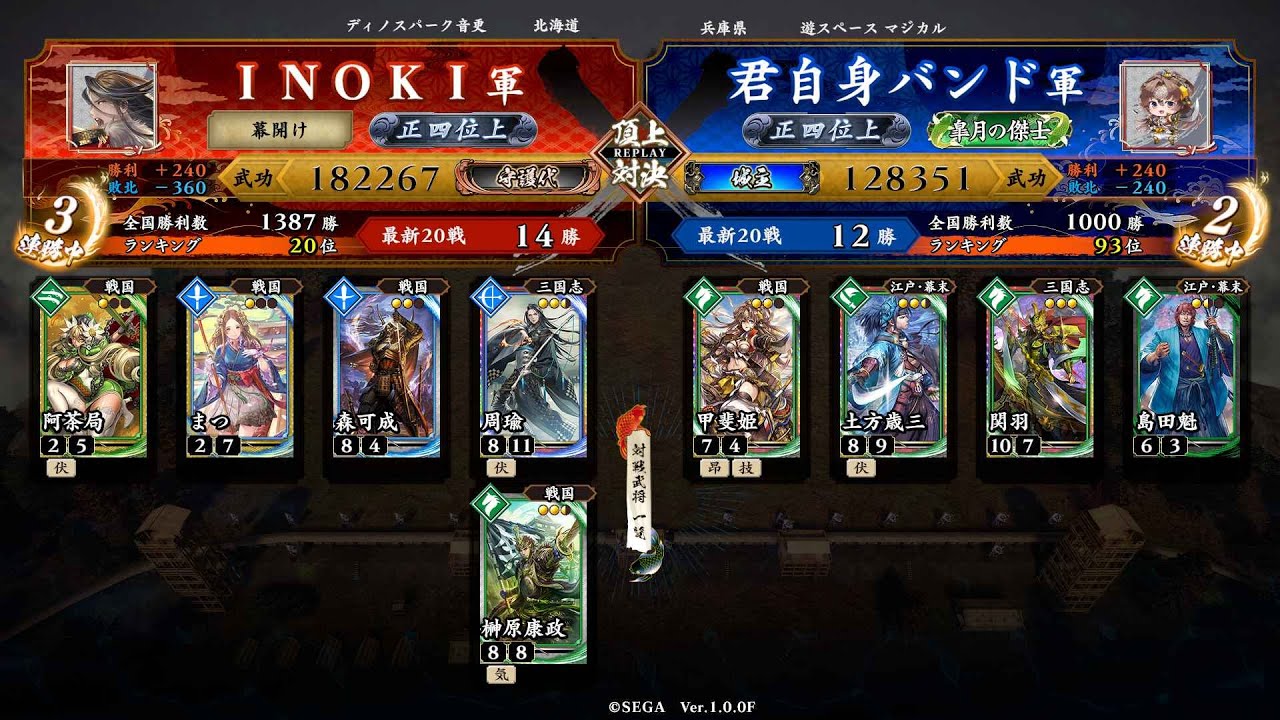 ディノスパーク音更 北海道
兵庫県 遊スペース マジカル
INOKI軍
君自身バンド軍
幕開け
正四位上
頂上
REPLAY
対決
正四位上
皐月の傑士
勝利 +240
敗北 -360
武功
182267
守護代
城主
128351
武功
勝利 +240
敗北 -240
3
連勝中
全国勝利数 1387勝
ランキング 20位
最新20戦 14勝
最新20戦 12勝
全国勝利数 1000勝
ランキング 93位
2
連勝中
戦国
阿茶局
2 5
伏
戦国
まつ
2 7
戦国
森可成
8 4
三国志
周瑜
8 11
伏
戦国
甲斐姫
7 4
昂 技
江戸・幕末
土方歳三
8 9
伏
三国志
関羽
10 7
江戸・幕末
島田魁
6 3
対戦武将一覧
戦国
榊原康政
8 8
気
©SEGA Ver.1.0.0F